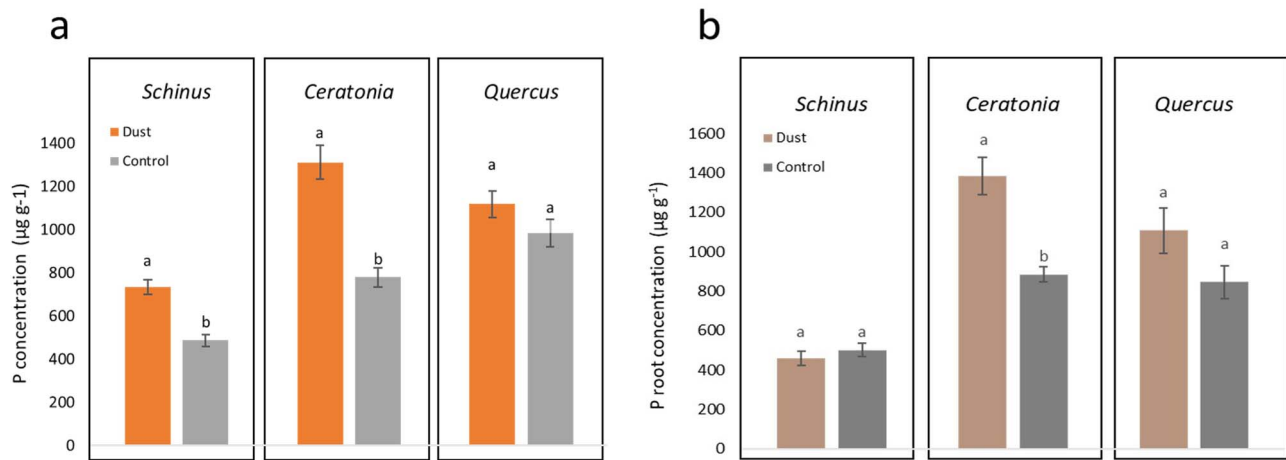 a
Schinus
Ceratonia
Quercus
Dust
Control
P concentration (µg g-1)
1400
1200
1000
800
600
400
200
0
a
b
a
b
a
a
b
Schinus
Ceratonia
Quercus
Dust
Control
P root concentration (µg g⁻¹)
1600
1400
1200
1000
800
600
400
200
0
a
a
a
b
a
a